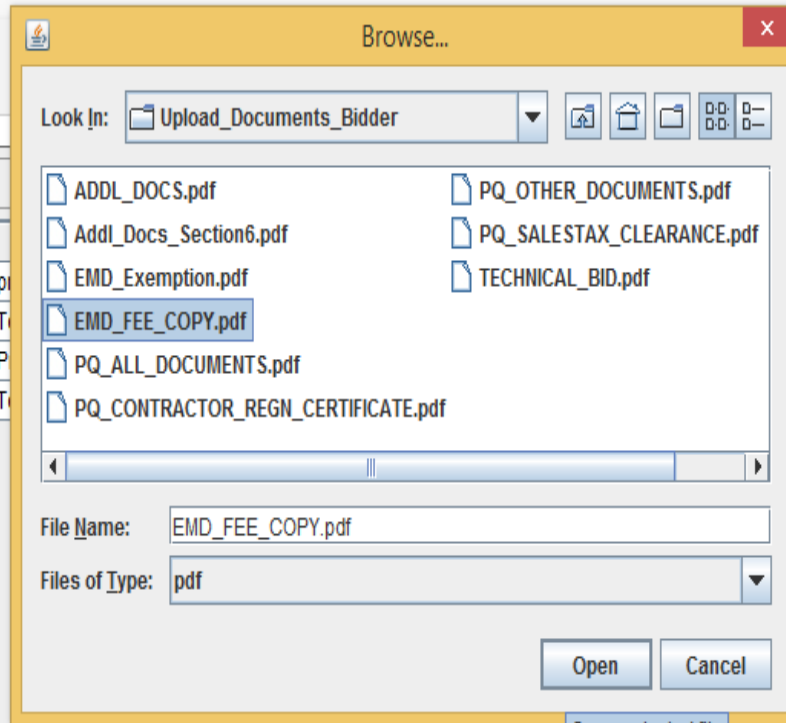 Browse...
Look In: Upload_Documents_Bidder
ADDL_DOCS.pdf
Addl_Docs_Section6.pdf
EMD_Exemption.pdf
EMD_FEE_COPY.pdf
PQ_ALL_DOCUMENTS.pdf
PQ_CONTRACTOR_REGN_CERTIFICATE.pdf
PQ_OTHER_DOCUMENTS.pdf
PQ_SALESTAX_CLEARANCE.pdf
TECHNICAL_BID.pdf
File Name: EMD_FEE_COPY.pdf
Files of Type: pdf
Open Cancel